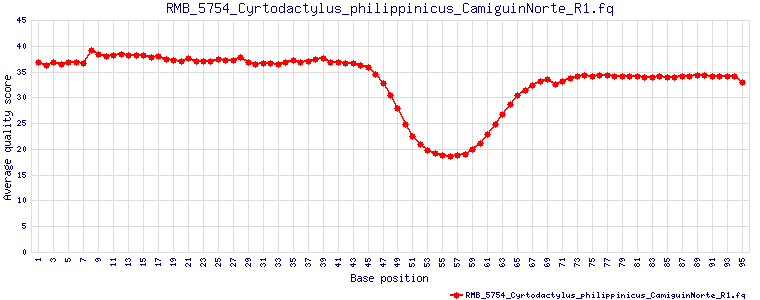 RMB_5754_Cyrtodactylus_philippinicus_CamiguinNorte_R1.fq
Average quality score
45
40
35
30
25
20
15
10
5
0
1 3 5 7 9 11 13 15 17 19 21 23 25 27 29 31 33 35 37 39 41 43 45 47 49 51 53 55 57 59 61 63 65 67 69 71 73 75 77 79 81 83 85 87 89 91 93 95
Base position
RMB_5754_Cyrtodactylus_philippinicus_CamiguinNorte_R1.fq